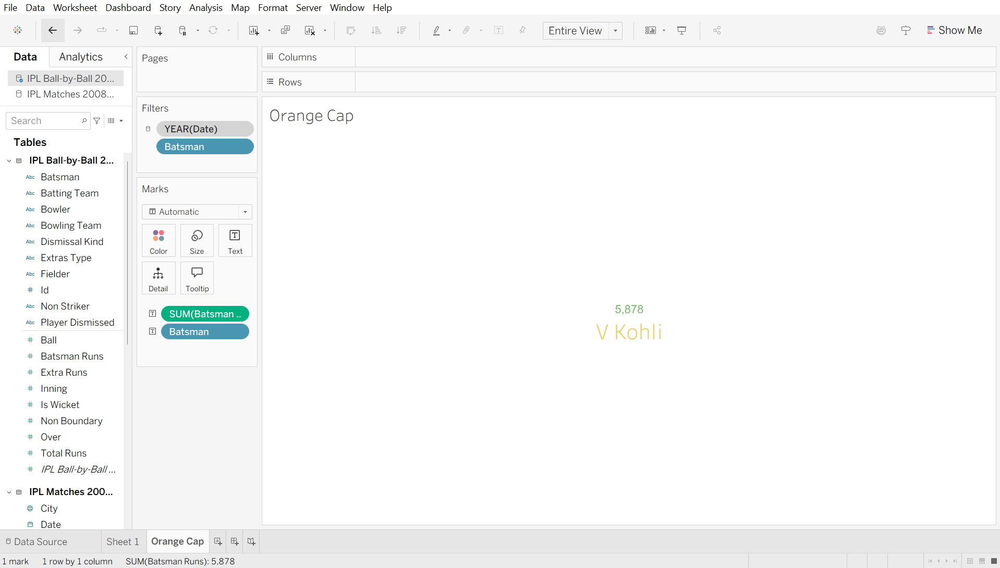 File Data Worksheet Dashboard Story Analysis Map Format Server Window Help
Entire View
Show Me
Data Analytics
IPL Ball-by-Ball 20...
IPL Matches 2008...
Search
Tables
IPL Ball-by-Ball 2...
Abc Batsman
Abc Batting Team
Abc Bowler
Abc Bowling Team
Abc Dismissal Kind
Abc Extras Type
Abc Fielder
# Id
Abc Non Striker
Abc Player Dismissed
# Ball
# Batsman Runs
# Extra Runs
# Inning
# Is Wicket
# Non Boundary
# Over
# Total Runs
# IPL Ball-by-Ball ...
IPL Matches 200...
City
Date
Pages
Filters
YEAR(Date)
Batsman
Marks
T Automatic
Color Size T Text
Detail Tooltip
T SUM(Batsman ..
T Batsman
Columns
Rows
Orange Cap
5,878
V Kohli
Data Source Sheet 1 Orange Cap
1 mark 1 row by 1 column SUM(Batsman Runs): 5,878